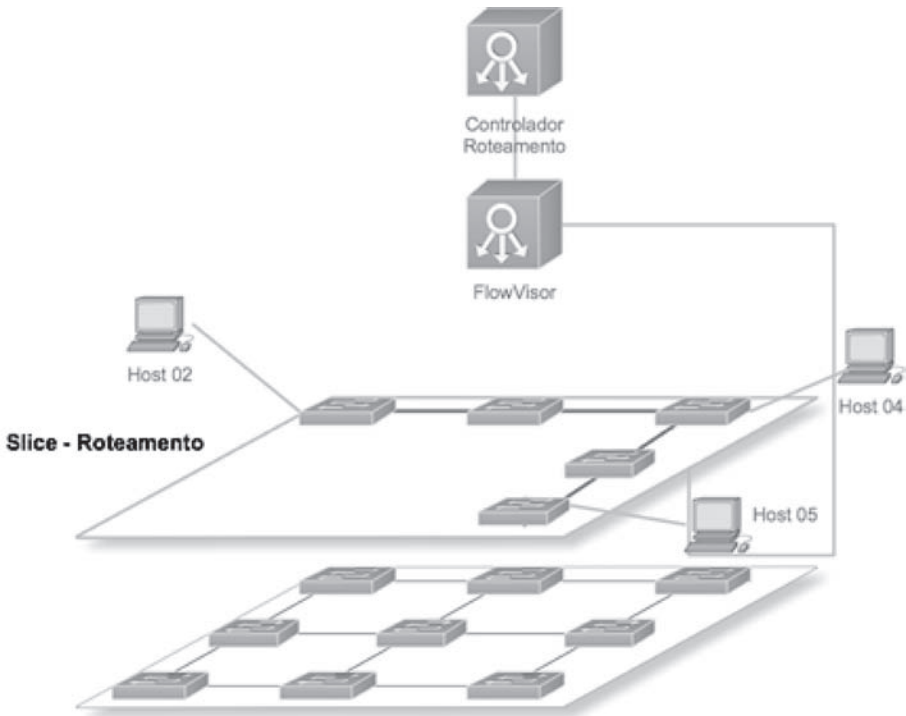 Controlador
Roteamento
FlowVisor
Host 02
Host 04
Slice - Roteamento
Host 05